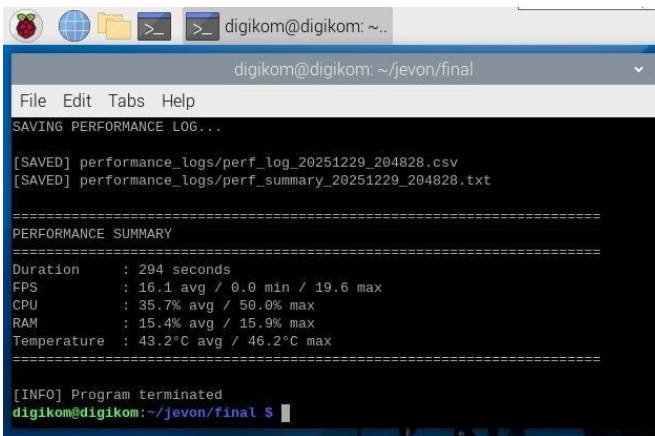 digikom@digikom: ~..
digikom@digikom: ~/jevon/final
File Edit Tabs Help
SAVING PERFORMANCE LOG...
[SAVED] performance_logs/perf_log_20251229_204828.csv
[SAVED] performance_logs/perf_summary_20251229_204828.txt
======================================================================
PERFORMANCE SUMMARY
======================================================================
Duration : 294 seconds
FPS : 16.1 avg / 0.0 min / 19.6 max
CPU : 35.7% avg / 50.0% max
RAM : 15.4% avg / 15.9% max
Temperature : 43.2°C avg / 46.2°C max
======================================================================
[INFO] Program terminated
digikom@digikom:~/jevon/final $